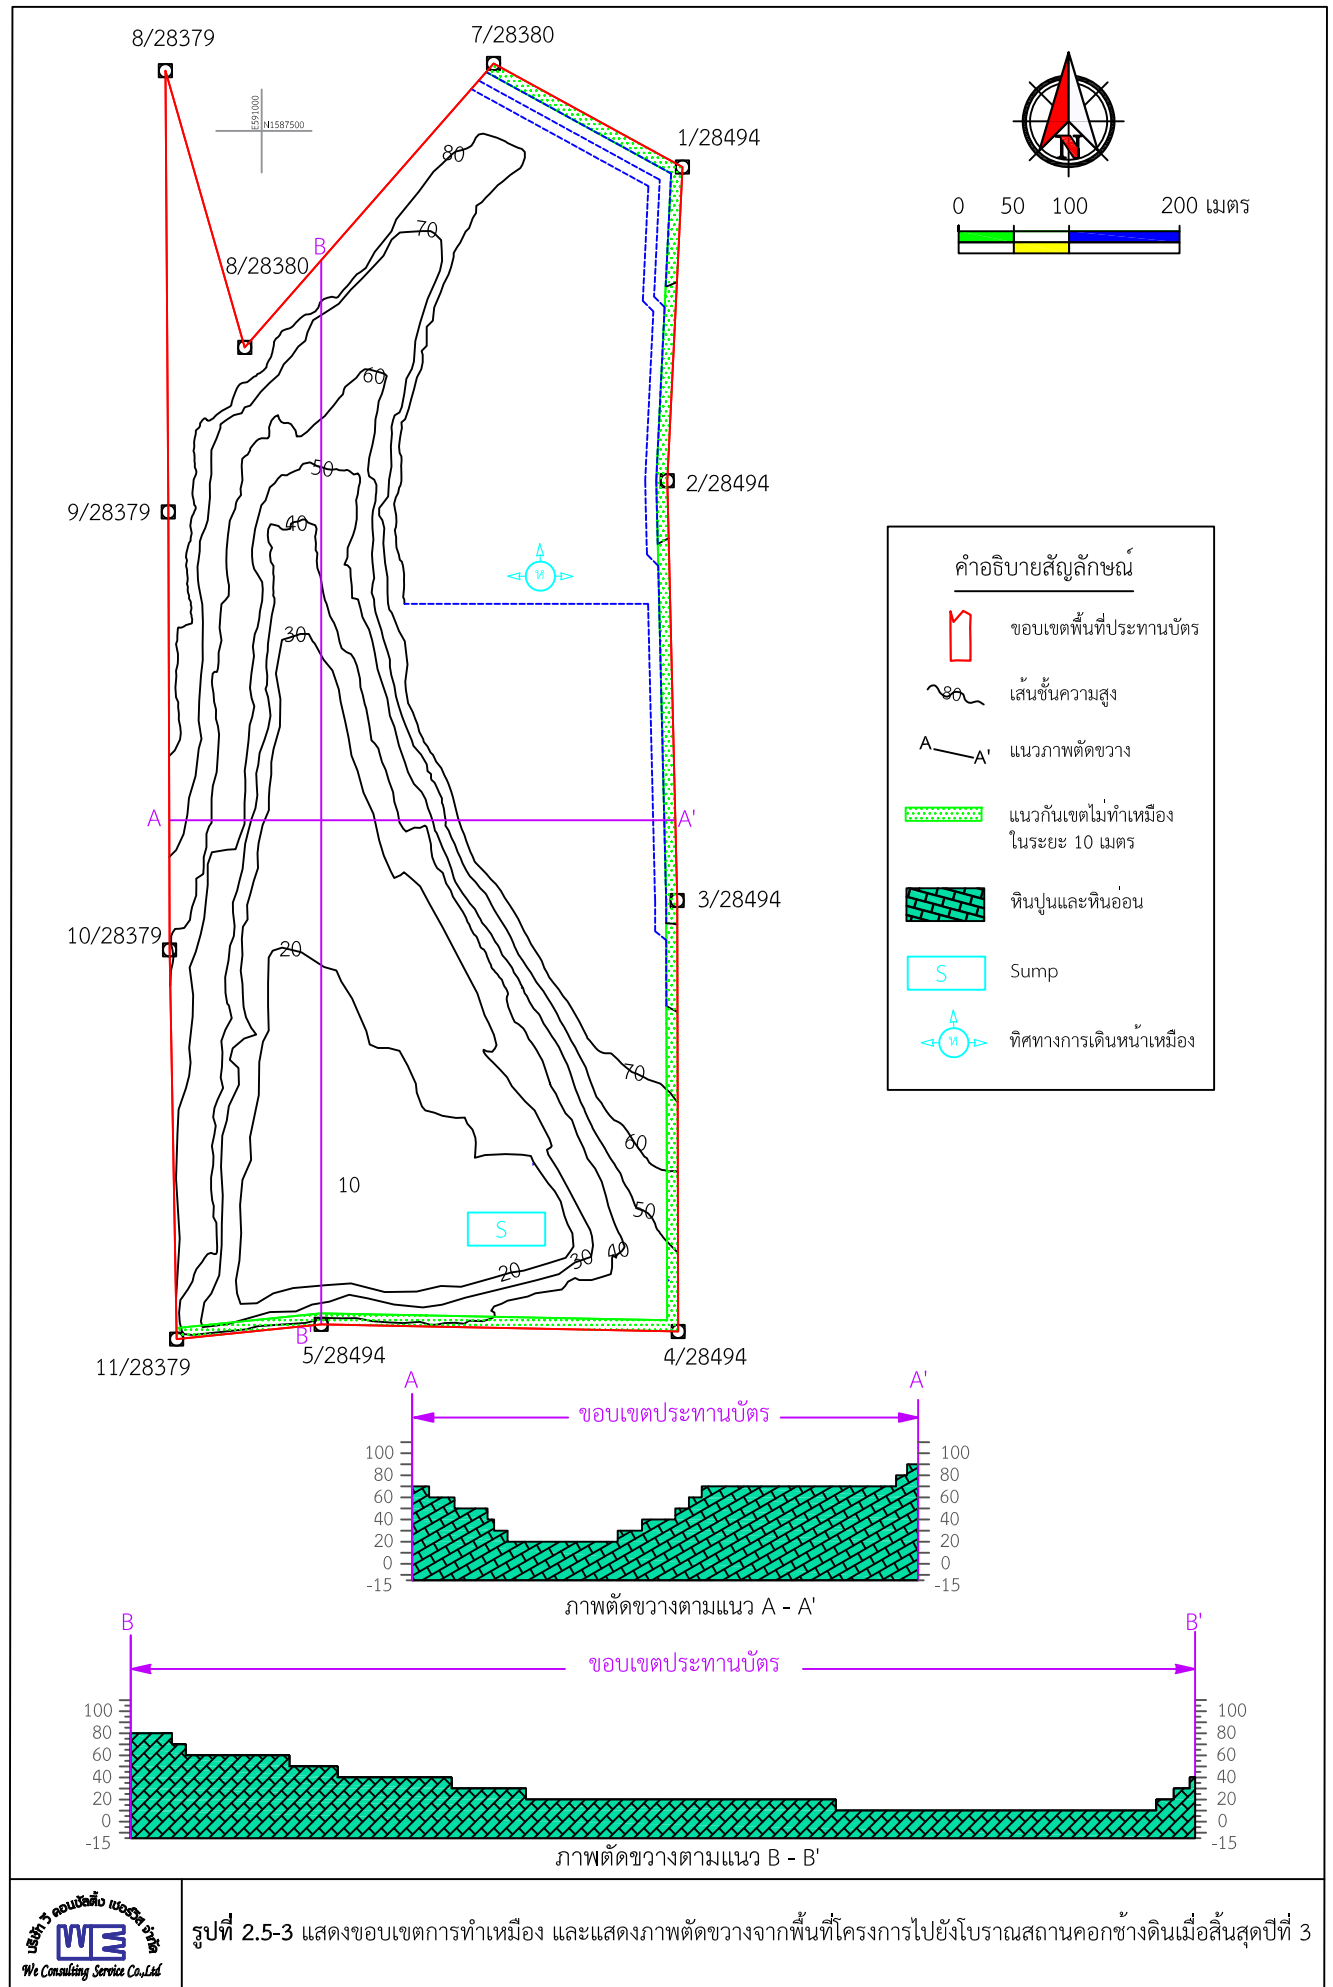 8/28379
7/28380
E591000
N1587500
80
1/28494
N
0 50 100 200 เมตร
70
B
8/28380
60
50
2/28494
9/28379
40
ห
คำอธิบายสัญลักษณ์
ขอบเขตพื้นที่ประทานบัตร
30
80
เส้นชั้นความสูง
A A'
แนวภาพตัดขวาง
A A'
แนวกันเขตไม่ทำเหมือง
ในระยะ 10 เมตร
3/28494
หินปูนและหินอ่อน
10/28379
20
S
Sump
ห
ทิศทางการเดินหน้าเหมือง
70
60
10
50
S
40
30
20
B'
11/28379
5/28494
4/28494
A A'
ขอบเขตประทานบัตร
100 100
80 80
60 60
40 40
20 20
0 0
-15 -15
ภาพตัดขวางตามแนว A - A'
B B'
ขอบเขตประทานบัตร
100 100
80 80
60 60
40 40
20 20
0 0
-15 -15
ภาพตัดขวางตามแนว B - B'
บริษัท วี คอนซัลติ้ง เซอร์วิส จำกัด
WE
We Consulting Service Co.,Ltd
รูปที่ 2.5-3 แสดงขอบเขตการทำเหมือง และแสดงภาพตัดขวางจากพื้นที่โครงการไปยังโบราณสถานคอกช้างดินเมื่อสิ้นสุดปีที่ 3